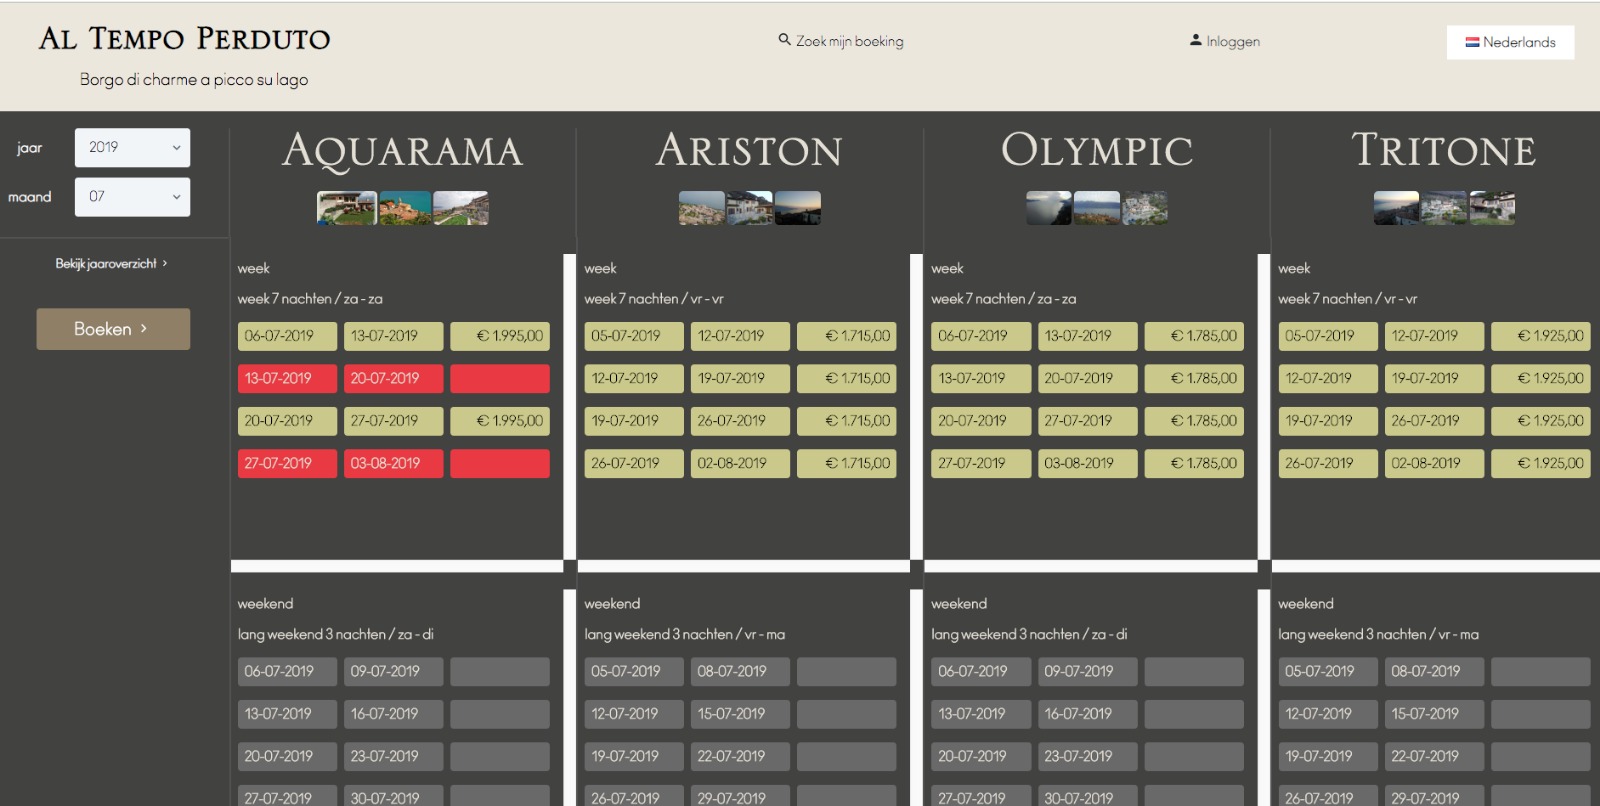 AL TEMPO PERDUTO
Borgo di charme a picco su lago
Zoek mijn boeking
Inloggen
Nederlands
jaar 2019
maand 07
Bekijk jaaroverzicht ›
Boeken ›
AQUARAMA
week
week 7 nachten / za - za
06-07-2019 13-07-2019 € 1.995,00
13-07-2019 20-07-2019
20-07-2019 27-07-2019 € 1.995,00
27-07-2019 03-08-2019
weekend
lang weekend 3 nachten / za - di
06-07-2019 09-07-2019
13-07-2019 16-07-2019
20-07-2019 23-07-2019
27-07-2019 30-07-2019
ARISTON
week
week 7 nachten / vr - vr
05-07-2019 12-07-2019 € 1.715,00
12-07-2019 19-07-2019 € 1.715,00
19-07-2019 26-07-2019 € 1.715,00
26-07-2019 02-08-2019 € 1.715,00
weekend
lang weekend 3 nachten / vr - ma
05-07-2019 08-07-2019
12-07-2019 15-07-2019
19-07-2019 22-07-2019
26-07-2019 29-07-2019
OLYMPIC
week
week 7 nachten / za - za
06-07-2019 13-07-2019 € 1.785,00
13-07-2019 20-07-2019 € 1.785,00
20-07-2019 27-07-2019 € 1.785,00
27-07-2019 03-08-2019 € 1.785,00
weekend
lang weekend 3 nachten / za - di
06-07-2019 09-07-2019
13-07-2019 16-07-2019
20-07-2019 23-07-2019
27-07-2019 30-07-2019
TRITONE
week
week 7 nachten / vr - vr
05-07-2019 12-07-2019 € 1.925,00
12-07-2019 19-07-2019 € 1.925,00
19-07-2019 26-07-2019 € 1.925,00
26-07-2019 02-08-2019 € 1.925,00
weekend
lang weekend 3 nachten / vr - ma
05-07-2019 08-07-2019
12-07-2019 15-07-2019
19-07-2019 22-07-2019
26-07-2019 29-07-2019